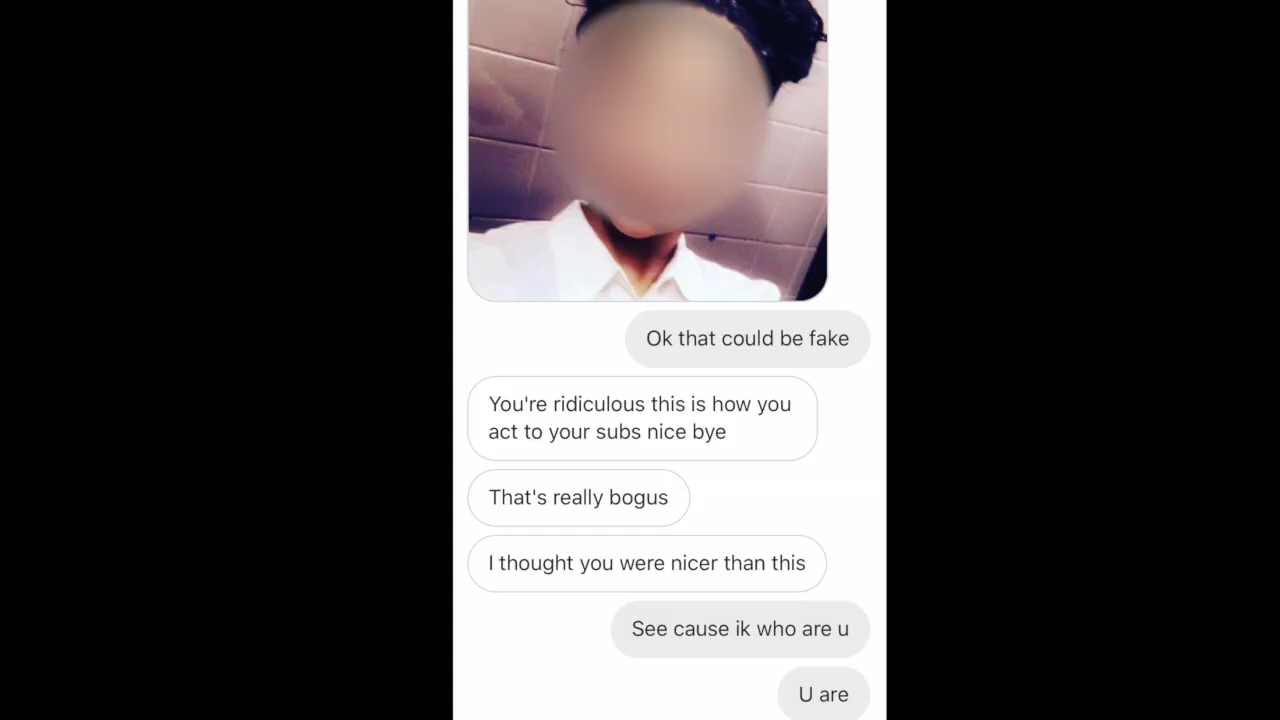 Ok that could be fake
You're ridiculous this is how you
act to your subs nice bye
That's really bogus
I thought you were nicer than this
See cause ik who are u
U are